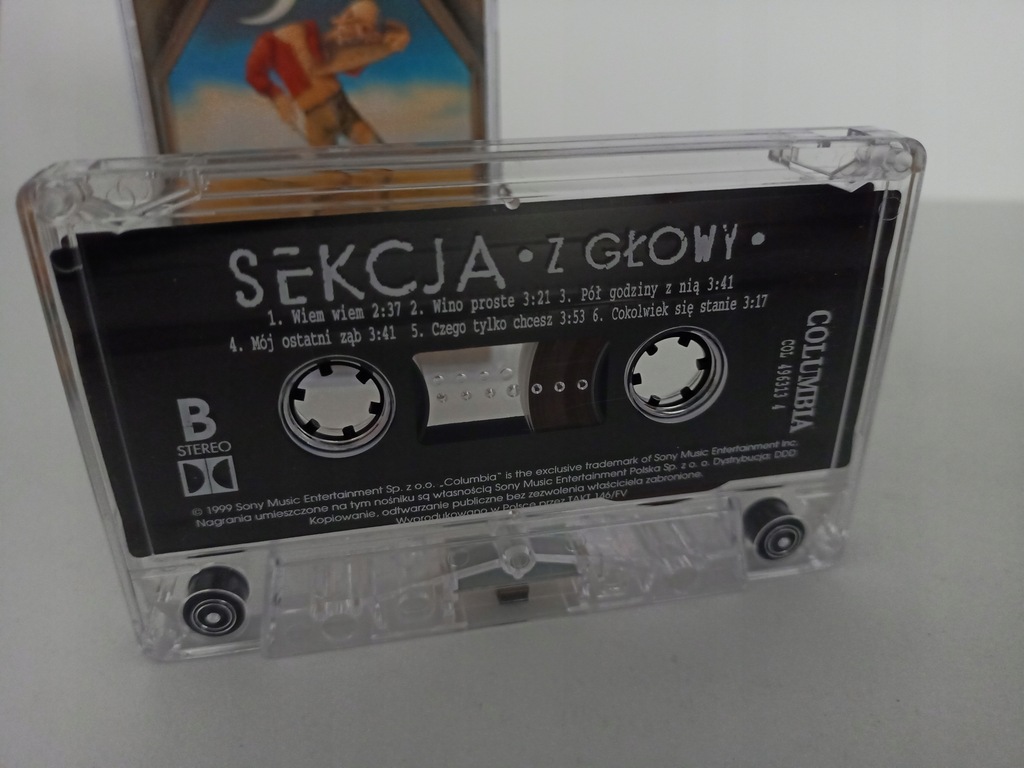 SEKCJA • Z GŁOWY •
1. Wiem wiem 2:37 2. Wino proste 3:21 3. Pół godziny z nią 3:41
4. Mój ostatni ząb 3:41 5. Czego tylko chcesz 3:53 6. Cokolwiek się stanie 3:17
COLUMBIA
COL 496313 4
B
STEREO
© 1999 Sony Music Entertainment Sp. z o.o. „Columbia" is the exclusive trademark of Sony Music Entertainment Inc.
Nagrania umieszczone na tym nośniku są własnością Sony Music Entertainment Polska Sp. z o. o. Dystrybucja: DDD
Kopiowanie, odtwarzanie publiczne bez zezwolenia właściciela zabronione.
Wyprodukowano w Polsce przez TAKT 146/FV